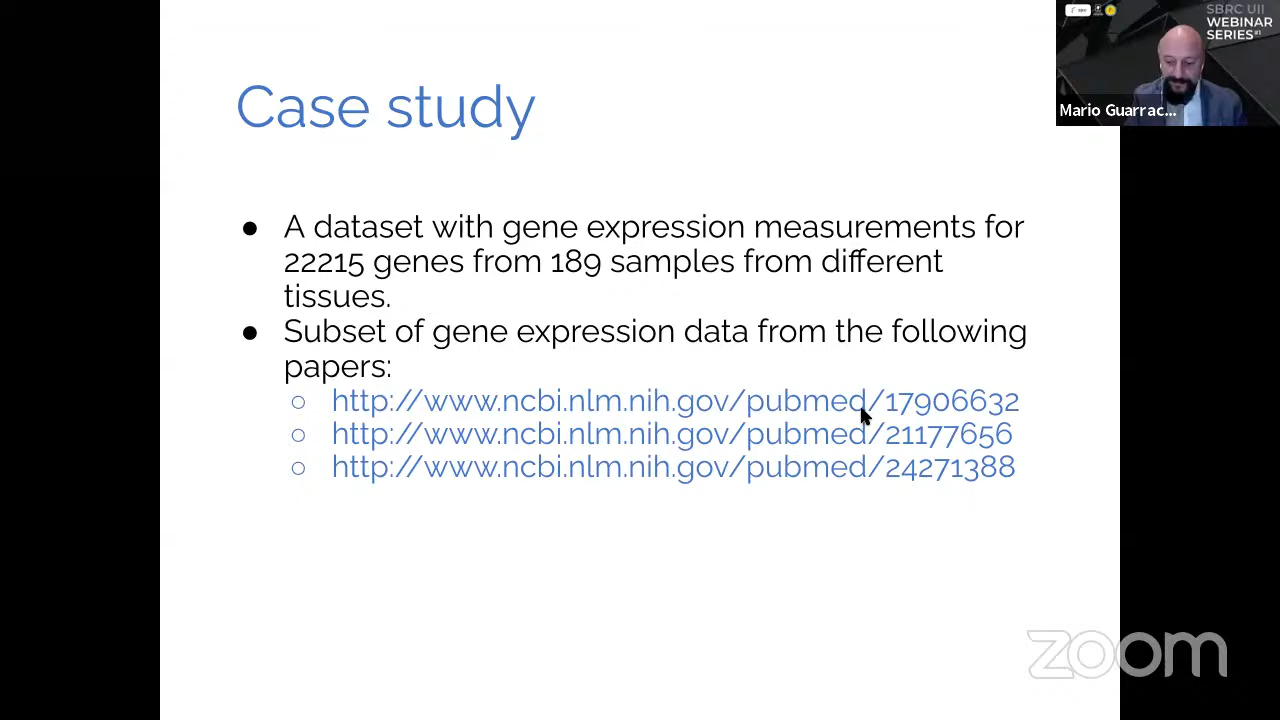 SBRC UII
WEBINAR
SERIES#1
Mario Guarrac...
Case study
● A dataset with gene expression measurements for
22215 genes from 189 samples from different
tissues.
● Subset of gene expression data from the following
papers:
○ http://www.ncbi.nlm.nih.gov/pubmed/17906632
○ http://www.ncbi.nlm.nih.gov/pubmed/21177656
○ http://www.ncbi.nlm.nih.gov/pubmed/24271388
zoom